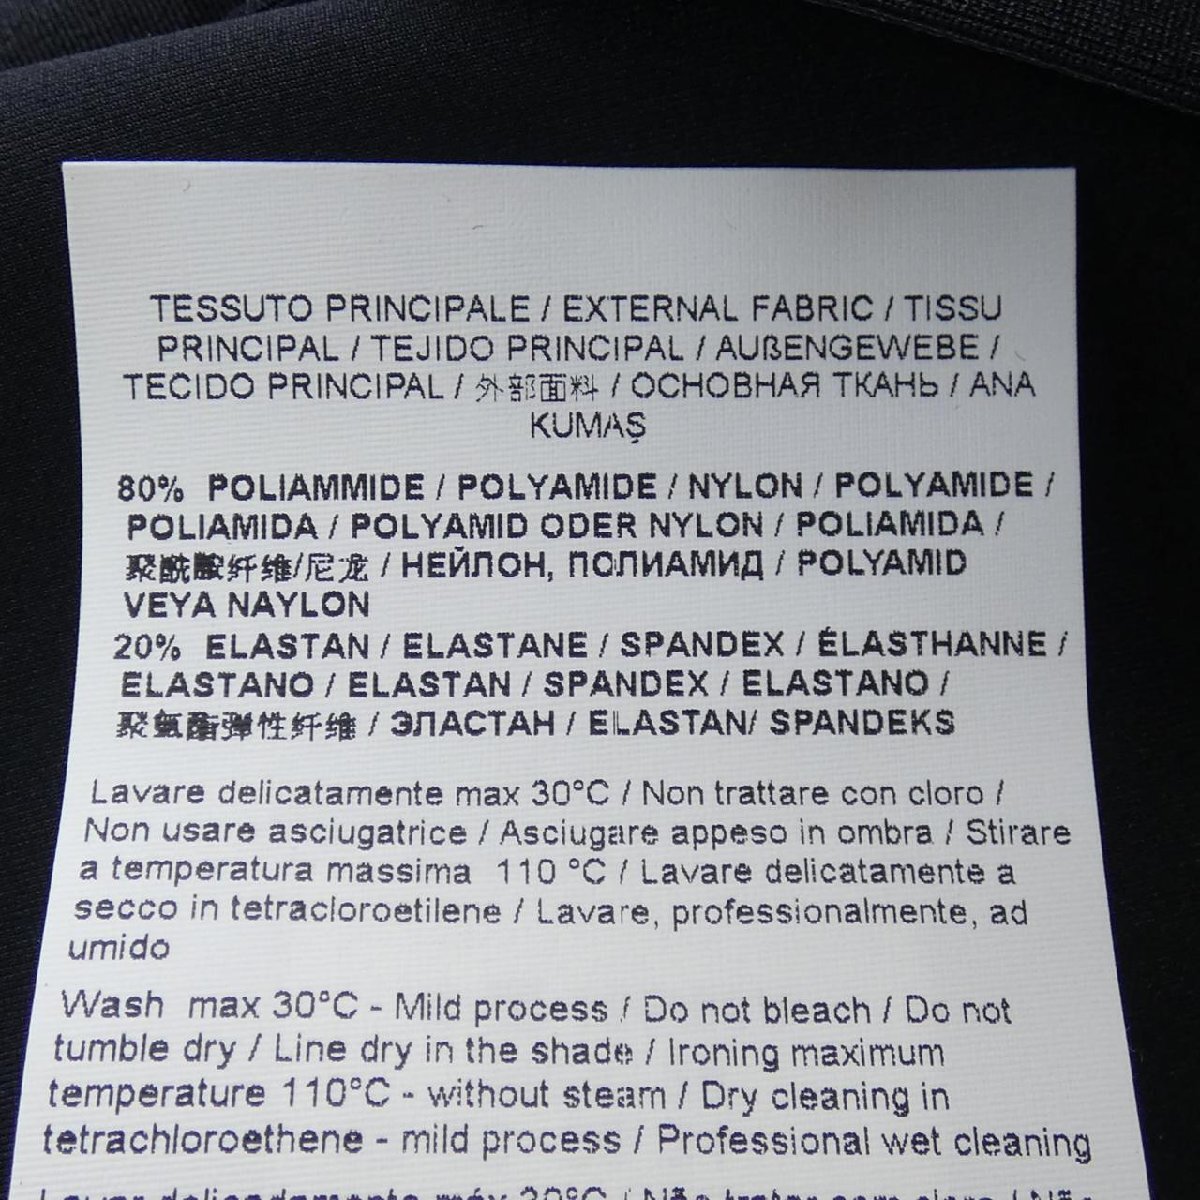 TESSUTO PRINCIPALE / EXTERNAL FABRIC / TISSU
PRINCIPAL / TEJIDO PRINCIPAL / AUßENGEWEBE /
TECIDO PRINCIPAL / 外部面料 / ОСНОВНАЯ ТКАНЬ / ANA
KUMAŞ
80% POLIAMMIDE / POLYAMIDE / NYLON / POLYAMIDE /
POLIAMIDA / POLYAMID ODER NYLON / POLIAMIDA /
聚酰胺纤维/尼龙 / НЕЙЛОН, ПОЛИАМИД / POLYAMID
VEYA NAYLON
20% ELASTAN / ELASTANE / SPANDEX / ÉLASTHANNE /
ELASTANO / ELASTAN / SPANDEX / ELASTANO /
聚氨酯弹性纤维 / ЭЛАСТАН / ELASTAN/ SPANDEKS
Lavare delicatamente max 30°C / Non trattare con cloro /
Non usare asciugatrice / Asciugare appeso in ombra / Stirare
a temperatura massima 110 °C / Lavare delicatamente a
secco in tetracloroetilene / Lavare, professionalmente, ad
umido
Wash max 30°C - Mild process / Do not bleach / Do not
tumble dry / Line dry in the shade / Ironing maximum
temperature 110°C - without steam / Dry cleaning in
tetrachloroethene - mild process / Professional wet cleaning